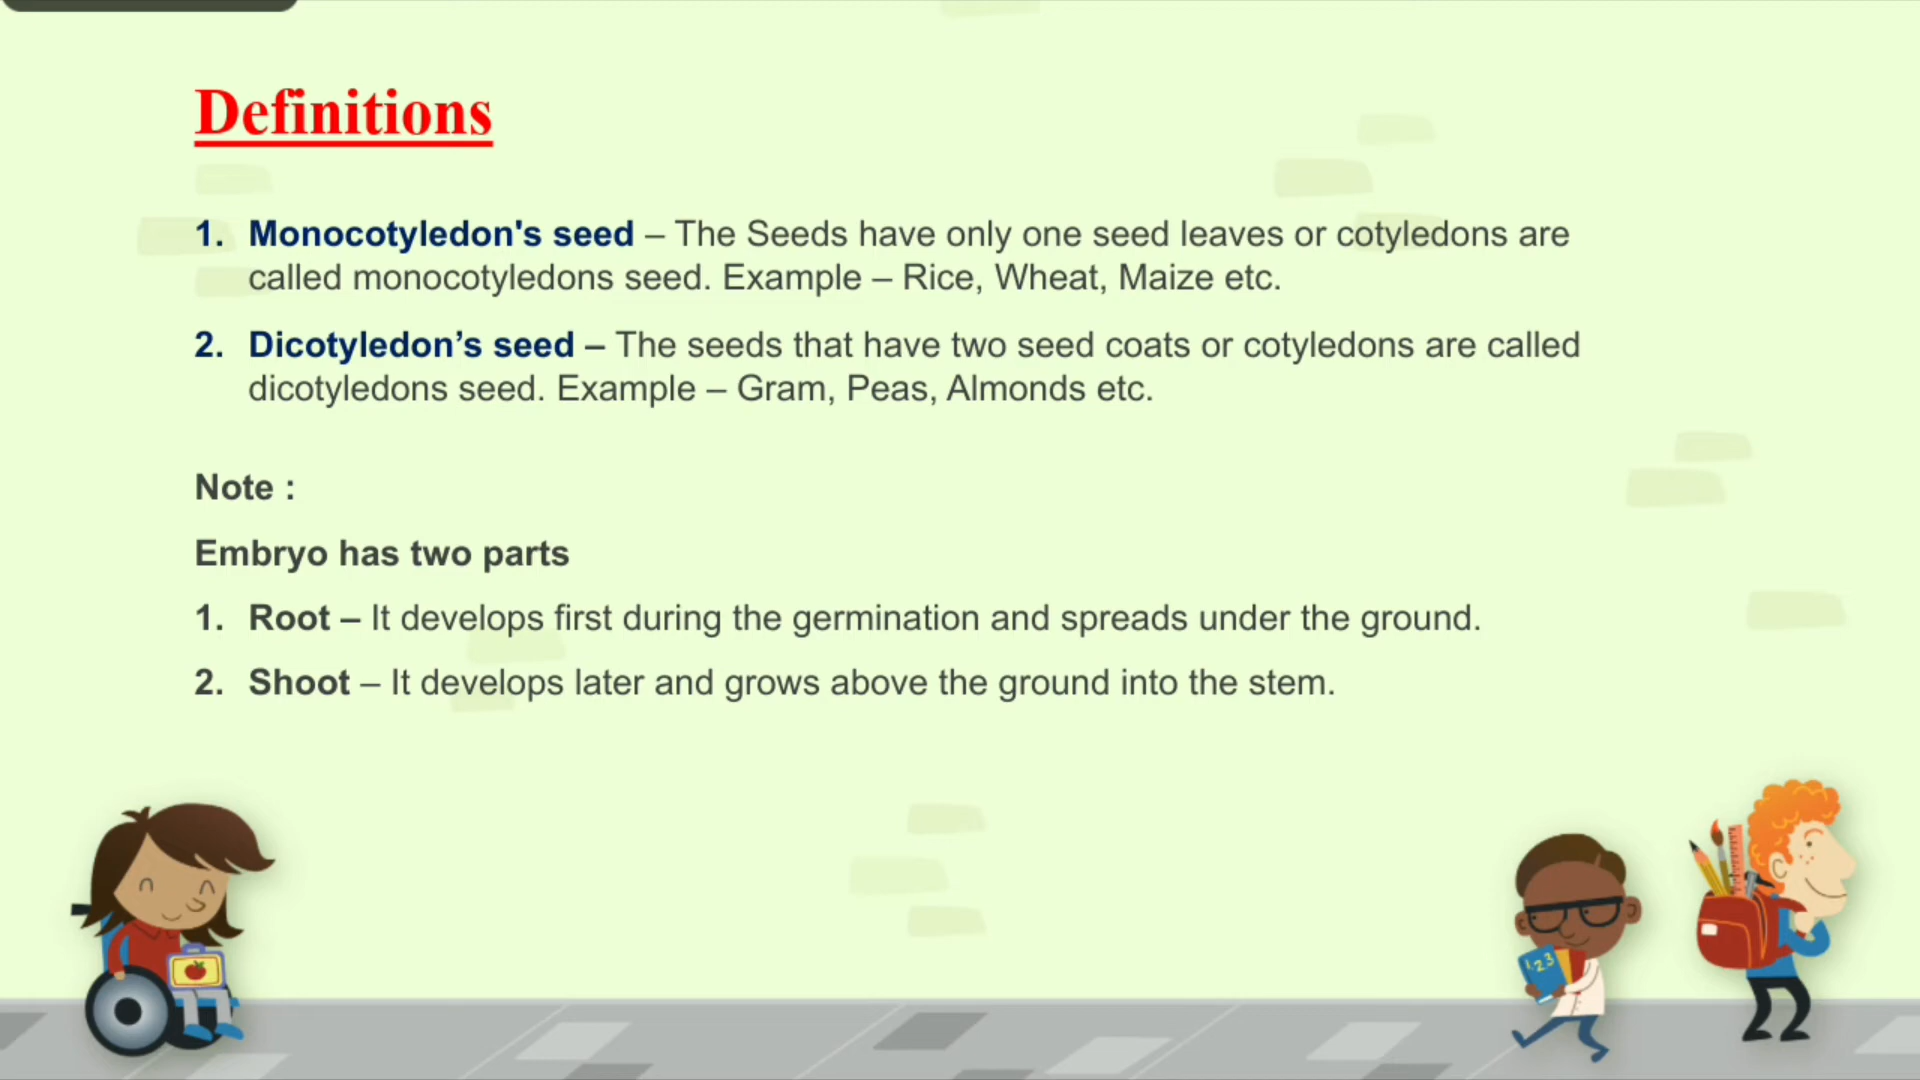 Definitions
1. Monocotyledon's seed – The Seeds have only one seed leaves or cotyledons are
called monocotyledons seed. Example – Rice, Wheat, Maize etc.
2. Dicotyledon’s seed – The seeds that have two seed coats or cotyledons are called
dicotyledons seed. Example – Gram, Peas, Almonds etc.
Note :
Embryo has two parts
1. Root – It develops first during the germination and spreads under the ground.
2. Shoot – It develops later and grows above the ground into the stem.
123